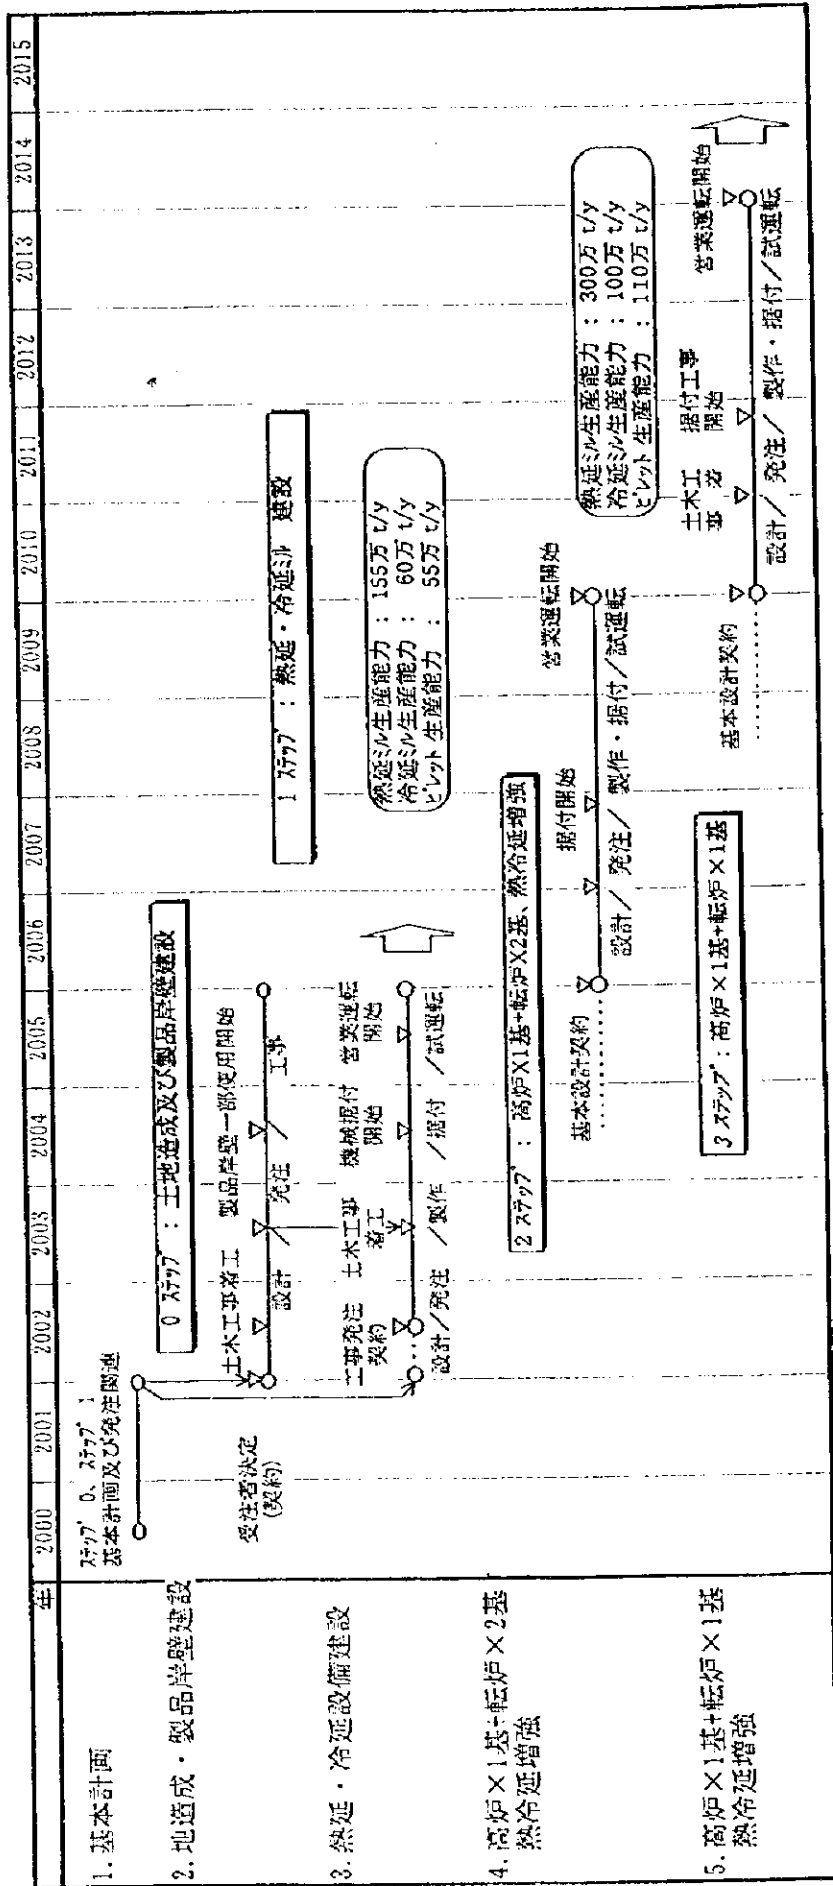 年 2000 2001 2002 2003 2004 2005 2006 2007 2008 2009 2010 2011 2012 2013 2014 2015
1. 基本計画
ステップ 0、ステップ 1
基本計画及び発注関連
2. 地造成・製品岸壁建設
0 ステップ : 土地造成及び製品岸壁建設
受注者決定
(契約)
土木工事着工
製品岸壁一部使用開始
設計 / 発注 / 工事
1 ステップ : 熱延・冷延ミル 建設
3. 熱延・冷延設備建設
工事発注
契約
土木工事
着工
機械据付
開始
営業運転
開始
設計/発注 /製作 /据付 /試運転
熱延ミル生産能力 : 155万 t/y
冷延ミル生産能力 : 60万 t/y
ビレット生産能力 : 55万 t/y
4. 高炉×1基+転炉×2基
熱冷延増強
2 ステップ : 高炉X1基+転炉X2基、熱冷延増強
基本設計契約
据付開始
営業運転開始
設計/ 発注/ 製作・据付/試運転
熱延ミル生産能力 : 300万 t/y
冷延ミル生産能力 : 100万 t/y
ビレット生産能力 : 110万 t/y
5. 高炉×1基+転炉×1基
熱冷延増強
3 ステップ : 高炉×1基+転炉×1基
基本設計契約
土木工
事 着
据付工事
開始
営業運転開始
設計/ 発注/ 製作・据付/試運転